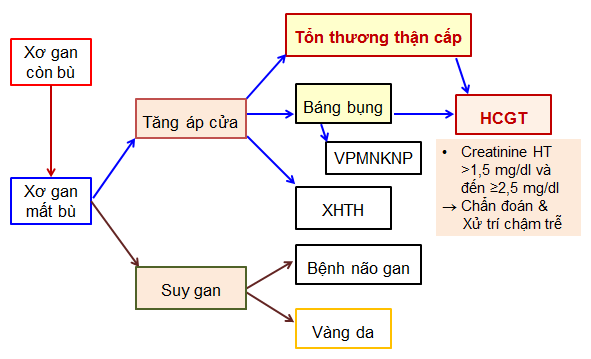 Tổn thương thận cấp
Xơ gan
còn bù
Tăng áp cửa
Báng bụng
HCGT
VPMNKNP
• Creatinine HT
>1,5 mg/dl và
đến ≥2,5 mg/dl
→ Chẩn đoán &
Xử trí chậm trễ
Xơ gan
mất bù
XHTH
Bệnh não gan
Suy gan
Vàng da